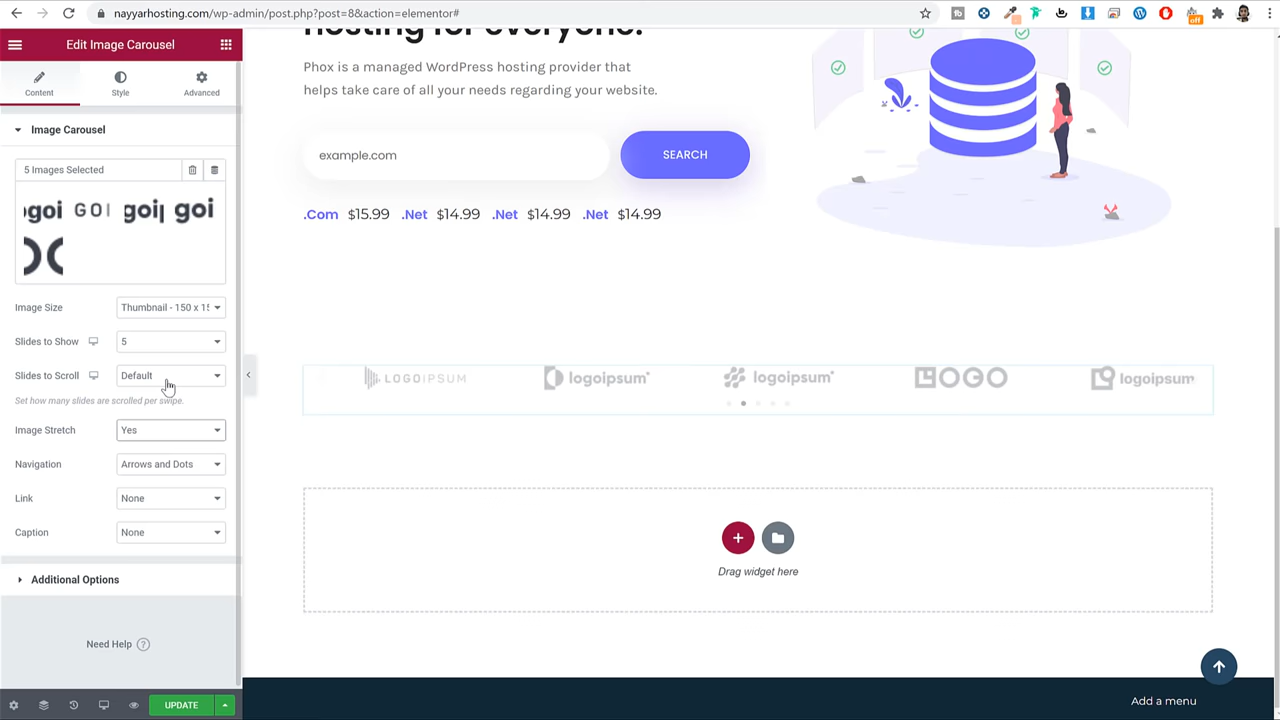 nayyarhosting.com/wp-admin/post.php?post=8&action=elementor#
off
Edit Image Carousel
Content
Style
Advanced
Image Carousel
5 Images Selected
Image Size
Thumbnail - 150 x 15
Slides to Show
5
Slides to Scroll
Default
Set how many slides are scrolled per swipe.
Image Stretch
Yes
Navigation
Arrows and Dots
Link
None
Caption
None
Additional Options
Need Help
UPDATE
hosting for everyone.
Phox is a managed WordPress hosting provider that
helps take care of all your needs regarding your website.
example.com
SEARCH
.Com $15.99 .Net $14.99 .Net $14.99 .Net $14.99
LOGOIPSUM logoipsum logoipsum LOGO logoipsum
Drag widget here
Add a menu